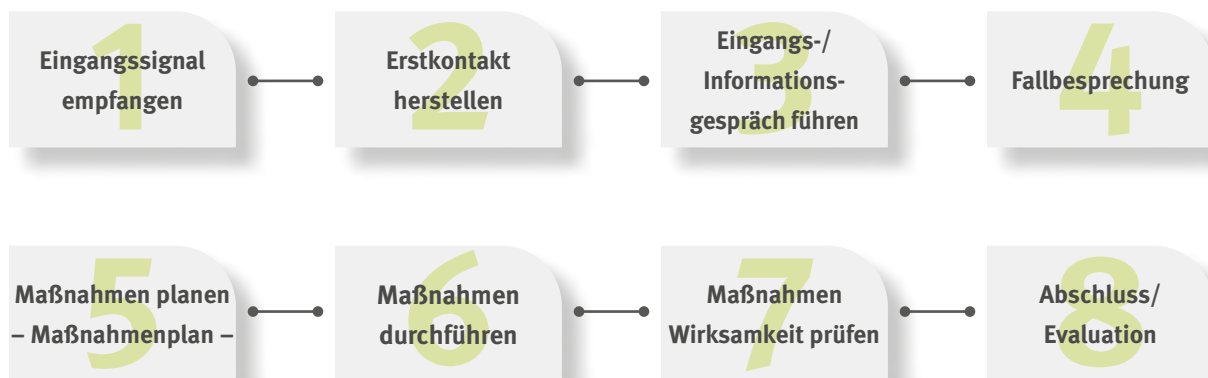 1
Eingangssignal
empfangen
2
Erstkontakt
herstellen
3
Eingangs-/
Informations-
gespräch führen
4
Fallbesprechung
5
Maßnahmen planen
– Maßnahmenplan –
6
Maßnahmen
durchführen
7
Maßnahmen
Wirksamkeit prüfen
8
Abschluss/
Evaluation